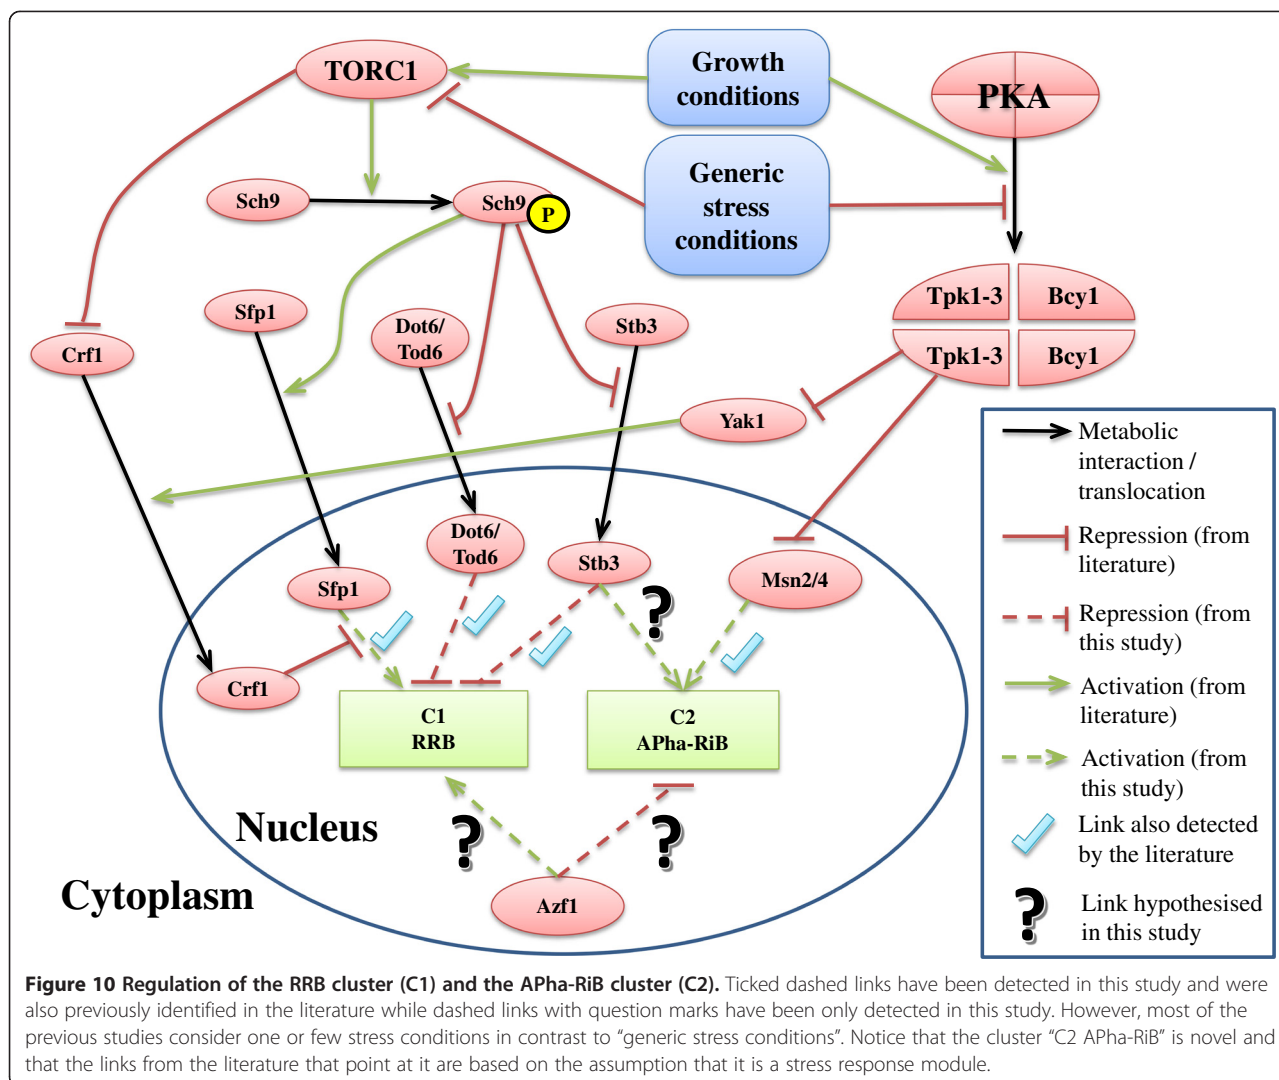 TORC1
Growth
conditions
PKA
Generic
stress
conditions
Sch9
Sch9
P
Tpk1-3
Bcy1
Tpk1-3
Bcy1
Sfp1
Dot6/
Tod6
Stb3
Crf1
Yak1
Dot6/
Tod6
Stb3
Msn2/4
Sfp1
?
Crf1
C1
RRB
C2
APha-RiB
Nucleus
?
?
Cytoplasm
Azf1
Metabolic
interaction /
translocation
Repression (from
literature)
Repression (from
this study)
Activation (from
literature)
Activation (from
this study)
Link also detected
by the literature
?
Link hypothesised
in this study
Figure 10 Regulation of the RRB cluster (C1) and the APha-RiB cluster (C2). Ticked dashed links have been detected in this study and were
also previously identified in the literature while dashed links with question marks have been only detected in this study. However, most of the
previous studies consider one or few stress conditions in contrast to “generic stress conditions”. Notice that the cluster “C2 APha-RiB” is novel and
that the links from the literature that point at it are based on the assumption that it is a stress response module.